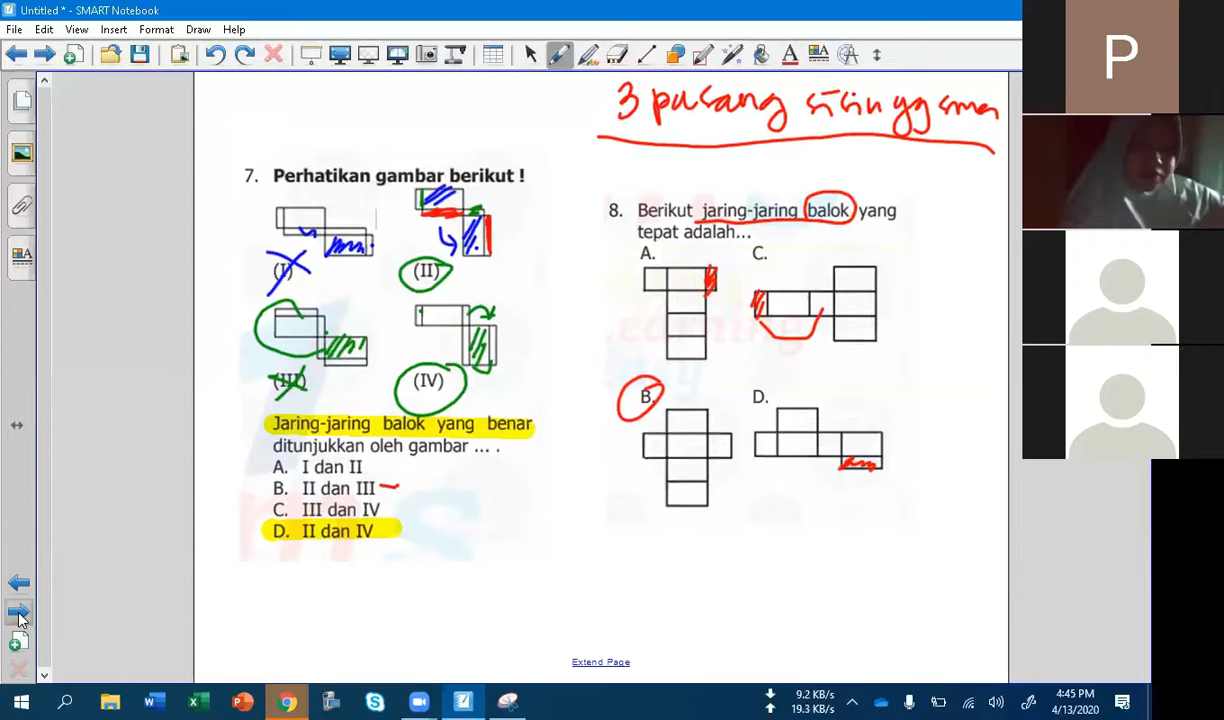 Untitled * - SMART Notebook
File Edit View Insert Format Draw Help
P
3 pasang sisin yg sma
7. Perhatikan gambar berikut !
(I)
(II)
(III)
(IV)
Jaring-jaring balok yang benar
ditunjukkan oleh gambar ... .
A. I dan II
B. II dan III
C. III dan IV
D. II dan IV
8. Berikut jaring-jaring balok yang
tepat adalah...
A.
C.
B.
D.
Extend Page
9.2 KB/s
19.3 KB/s
4:45 PM
4/13/2020